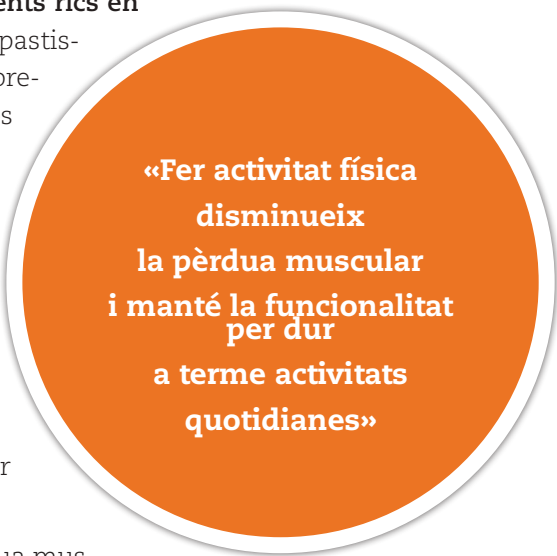 ents rics en
pastis-
pre-
s
«Fer activitat física
disminueix
la pèrdua muscular
i manté la funcionalitat
per dur
a terme activitats
quotidianes»
r